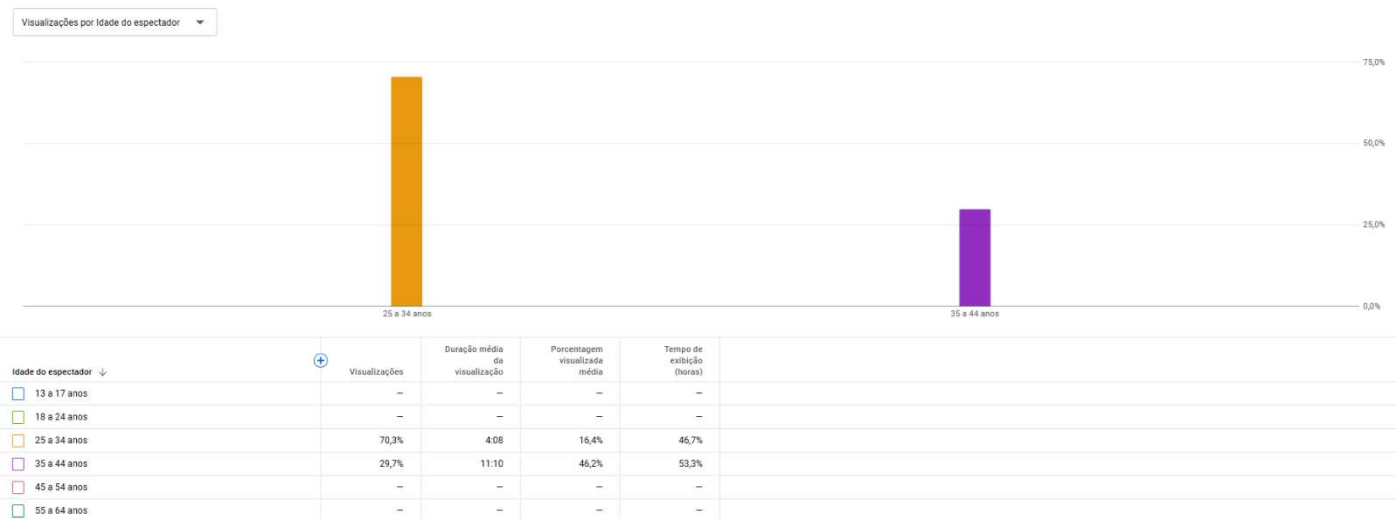 Visualizações por Idade do espectador
75,0%
50,0%
25,0%
0,0%
25 a 34 anos
35 a 44 anos
Idade do espectador
Visualizações
Duração média
da
visualização
Porcentagem
visualizada
média
Tempo de
exibição
(horas)
13 a 17 anos – – – –
18 a 24 anos – – – –
25 a 34 anos 70,3% 4:08 16,4% 46,7%
35 a 44 anos 29,7% 11:10 46,2% 53,3%
45 a 54 anos – – – –
55 a 64 anos – – – –